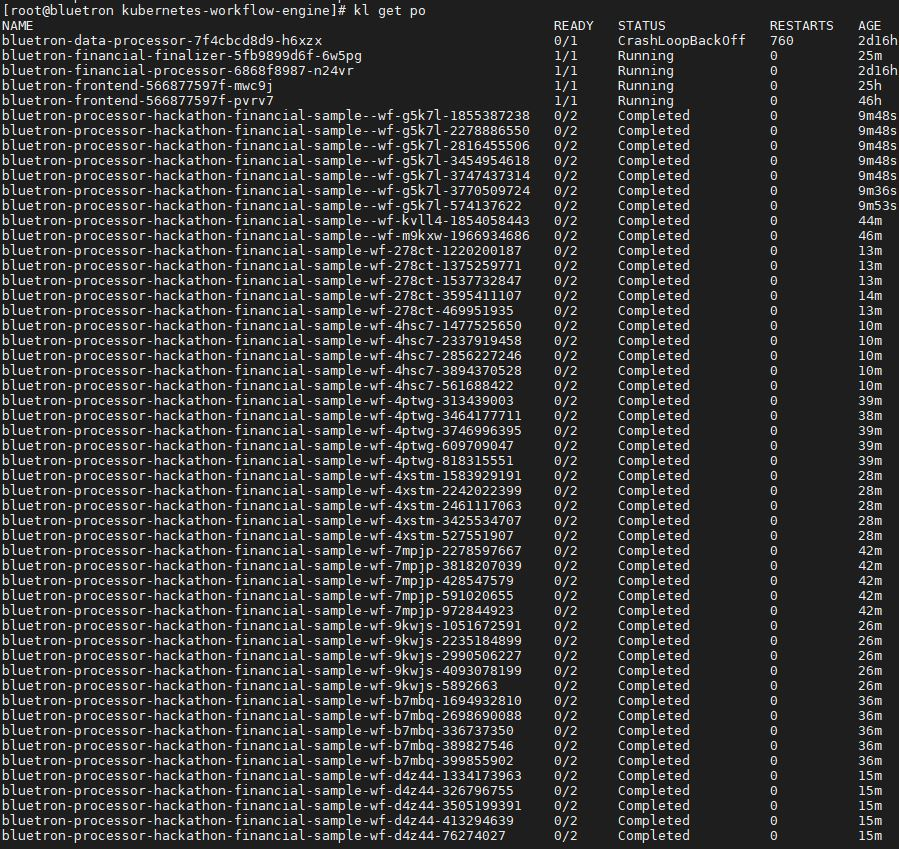 [root@bluetron kubernetes-workflow-engine]# kl get po
NAME READY STATUS RESTARTS AGE
bluetron-data-processor-7f4cbcd8d9-h6xzx 0/1 CrashLoopBackOff 760 2d16h
bluetron-financial-finalizer-5fb9899d6f-6w5pg 1/1 Running 0 25m
bluetron-financial-processor-6868f8987-n24vr 1/1 Running 0 2d16h
bluetron-frontend-566877597f-mwc9j 1/1 Running 0 25h
bluetron-frontend-566877597f-pvrv7 1/1 Running 0 46h
bluetron-processor-hackathon-financial-sample--wf-g5k7l-1855387238 0/2 Completed 0 9m48s
bluetron-processor-hackathon-financial-sample--wf-g5k7l-2278886550 0/2 Completed 0 9m48s
bluetron-processor-hackathon-financial-sample--wf-g5k7l-2816455506 0/2 Completed 0 9m48s
bluetron-processor-hackathon-financial-sample--wf-g5k7l-3454954618 0/2 Completed 0 9m48s
bluetron-processor-hackathon-financial-sample--wf-g5k7l-3747437314 0/2 Completed 0 9m48s
bluetron-processor-hackathon-financial-sample--wf-g5k7l-3770509724 0/2 Completed 0 9m36s
bluetron-processor-hackathon-financial-sample--wf-g5k7l-574137622 0/2 Completed 0 9m53s
bluetron-processor-hackathon-financial-sample--wf-kvll4-1854058443 0/2 Completed 0 44m
bluetron-processor-hackathon-financial-sample--wf-m9kxw-1966934686 0/2 Completed 0 46m
bluetron-processor-hackathon-financial-sample-wf-278ct-1220200187 0/2 Completed 0 13m
bluetron-processor-hackathon-financial-sample-wf-278ct-1375259771 0/2 Completed 0 13m
bluetron-processor-hackathon-financial-sample-wf-278ct-1537732847 0/2 Completed 0 13m
bluetron-processor-hackathon-financial-sample-wf-278ct-3595411107 0/2 Completed 0 14m
bluetron-processor-hackathon-financial-sample-wf-278ct-469951935 0/2 Completed 0 13m
bluetron-processor-hackathon-financial-sample-wf-4hsc7-1477525650 0/2 Completed 0 10m
bluetron-processor-hackathon-financial-sample-wf-4hsc7-2337919458 0/2 Completed 0 10m
bluetron-processor-hackathon-financial-sample-wf-4hsc7-2856227246 0/2 Completed 0 10m
bluetron-processor-hackathon-financial-sample-wf-4hsc7-3894370528 0/2 Completed 0 10m
bluetron-processor-hackathon-financial-sample-wf-4hsc7-561688422 0/2 Completed 0 10m
bluetron-processor-hackathon-financial-sample-wf-4ptwg-313439003 0/2 Completed 0 39m
bluetron-processor-hackathon-financial-sample-wf-4ptwg-3464177711 0/2 Completed 0 38m
bluetron-processor-hackathon-financial-sample-wf-4ptwg-3746996395 0/2 Completed 0 39m
bluetron-processor-hackathon-financial-sample-wf-4ptwg-609709047 0/2 Completed 0 39m
bluetron-processor-hackathon-financial-sample-wf-4ptwg-818315551 0/2 Completed 0 39m
bluetron-processor-hackathon-financial-sample-wf-4xstm-1583929191 0/2 Completed 0 28m
bluetron-processor-hackathon-financial-sample-wf-4xstm-2242022399 0/2 Completed 0 28m
bluetron-processor-hackathon-financial-sample-wf-4xstm-2461117063 0/2 Completed 0 28m
bluetron-processor-hackathon-financial-sample-wf-4xstm-3425534707 0/2 Completed 0 28m
bluetron-processor-hackathon-financial-sample-wf-4xstm-527551907 0/2 Completed 0 28m
bluetron-processor-hackathon-financial-sample-wf-7mpjp-2278597667 0/2 Completed 0 42m
bluetron-processor-hackathon-financial-sample-wf-7mpjp-3818207039 0/2 Completed 0 42m
bluetron-processor-hackathon-financial-sample-wf-7mpjp-428547579 0/2 Completed 0 42m
bluetron-processor-hackathon-financial-sample-wf-7mpjp-591020655 0/2 Completed 0 42m
bluetron-processor-hackathon-financial-sample-wf-7mpjp-972844923 0/2 Completed 0 42m
bluetron-processor-hackathon-financial-sample-wf-9kwjs-1051672591 0/2 Completed 0 26m
bluetron-processor-hackathon-financial-sample-wf-9kwjs-2235184899 0/2 Completed 0 26m
bluetron-processor-hackathon-financial-sample-wf-9kwjs-2990506227 0/2 Completed 0 26m
bluetron-processor-hackathon-financial-sample-wf-9kwjs-4093078199 0/2 Completed 0 26m
bluetron-processor-hackathon-financial-sample-wf-9kwjs-5892663 0/2 Completed 0 26m
bluetron-processor-hackathon-financial-sample-wf-b7mbq-1694932810 0/2 Completed 0 36m
bluetron-processor-hackathon-financial-sample-wf-b7mbq-2698690088 0/2 Completed 0 36m
bluetron-processor-hackathon-financial-sample-wf-b7mbq-336737350 0/2 Completed 0 36m
bluetron-processor-hackathon-financial-sample-wf-b7mbq-389827546 0/2 Completed 0 36m
bluetron-processor-hackathon-financial-sample-wf-b7mbq-399855902 0/2 Completed 0 36m
bluetron-processor-hackathon-financial-sample-wf-d4z44-1334173963 0/2 Completed 0 15m
bluetron-processor-hackathon-financial-sample-wf-d4z44-326796755 0/2 Completed 0 15m
bluetron-processor-hackathon-financial-sample-wf-d4z44-3505199391 0/2 Completed 0 15m
bluetron-processor-hackathon-financial-sample-wf-d4z44-413294639 0/2 Completed 0 15m
bluetron-processor-hackathon-financial-sample-wf-d4z44-76274027 0/2 Completed 0 15m